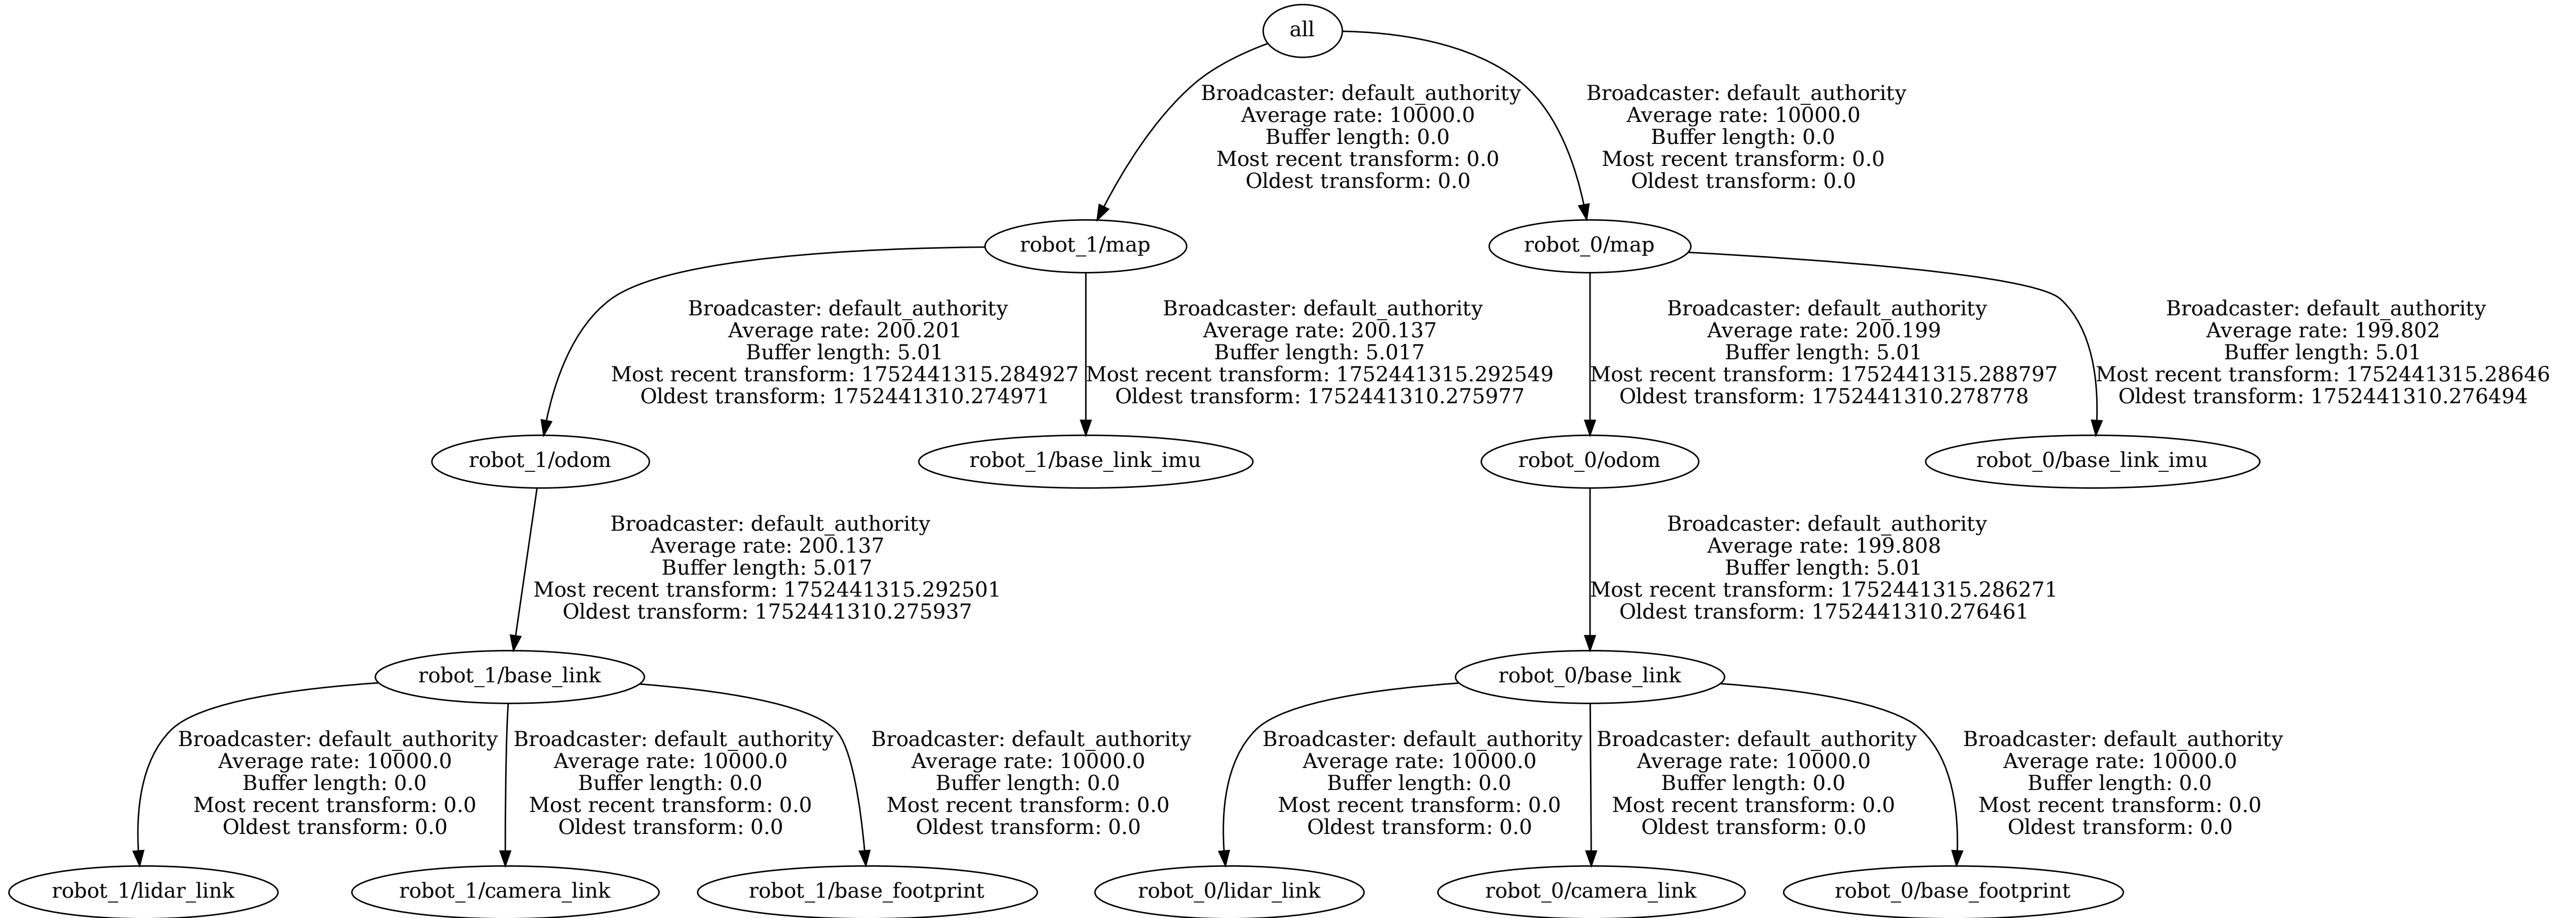 all
Broadcaster: default_authority
Average rate: 10000.0
Buffer length: 0.0
Most recent transform: 0.0
Oldest transform: 0.0
Broadcaster: default_authority
Average rate: 10000.0
Buffer length: 0.0
Most recent transform: 0.0
Oldest transform: 0.0
robot_1/map
robot_0/map
Broadcaster: default_authority
Average rate: 200.201
Buffer length: 5.01
Most recent transform: 1752441315.284927
Oldest transform: 1752441310.274971
Broadcaster: default_authority
Average rate: 200.137
Buffer length: 5.017
Most recent transform: 1752441315.292549
Oldest transform: 1752441310.275977
Broadcaster: default_authority
Average rate: 200.199
Buffer length: 5.01
Most recent transform: 1752441315.288797
Oldest transform: 1752441310.278778
Broadcaster: default_authority
Average rate: 199.802
Buffer length: 5.01
Most recent transform: 1752441315.28646
Oldest transform: 1752441310.276494
robot_1/odom
robot_1/base_link_imu
robot_0/odom
robot_0/base_link_imu
Broadcaster: default_authority
Average rate: 200.137
Buffer length: 5.017
Most recent transform: 1752441315.292501
Oldest transform: 1752441310.275937
Broadcaster: default_authority
Average rate: 199.808
Buffer length: 5.01
Most recent transform: 1752441315.286271
Oldest transform: 1752441310.276461
robot_1/base_link
robot_0/base_link
Broadcaster: default_authority
Average rate: 10000.0
Buffer length: 0.0
Most recent transform: 0.0
Oldest transform: 0.0
Broadcaster: default_authority
Average rate: 10000.0
Buffer length: 0.0
Most recent transform: 0.0
Oldest transform: 0.0
Broadcaster: default_authority
Average rate: 10000.0
Buffer length: 0.0
Most recent transform: 0.0
Oldest transform: 0.0
Broadcaster: default_authority
Average rate: 10000.0
Buffer length: 0.0
Most recent transform: 0.0
Oldest transform: 0.0
Broadcaster: default_authority
Average rate: 10000.0
Buffer length: 0.0
Most recent transform: 0.0
Oldest transform: 0.0
Broadcaster: default_authority
Average rate: 10000.0
Buffer length: 0.0
Most recent transform: 0.0
Oldest transform: 0.0
robot_1/lidar_link
robot_1/camera_link
robot_1/base_footprint
robot_0/lidar_link
robot_0/camera_link
robot_0/base_footprint